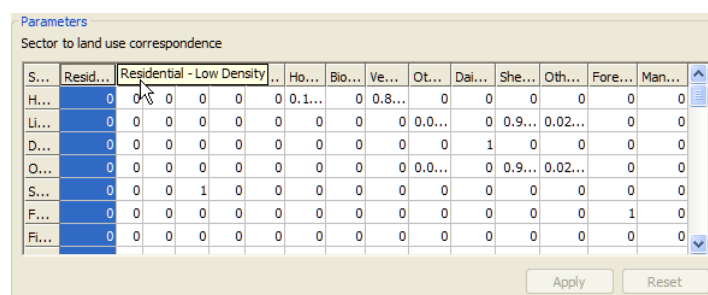 Parameters
Sector to land use correspondence
S... Resid... Residential - Low Density .. Ho... Bio... Ve... Ot... Dai... She... Oth... Fore... Man...
H... 0 0 0 0 0 0 0.1... 0 0.8... 0 0 0 0 0 0
Li... 0 0 0 0 0 0 0 0 0 0.0... 0 0.9... 0.02... 0 0
D... 0 0 0 0 0 0 0 0 0 0 1 0 0 0 0
O... 0 0 0 0 0 0 0 0 0 0.0... 0 0.9... 0.02... 0 0
S... 0 0 0 1 0 0 0 0 0 0 0 0 0 0 0
F... 0 0 0 0 0 0 0 0 0 0 0 0 0 1 0
Fi... 0 0 0 0 0 0 0 0 0 0 0 0 0 0 0
Apply Reset